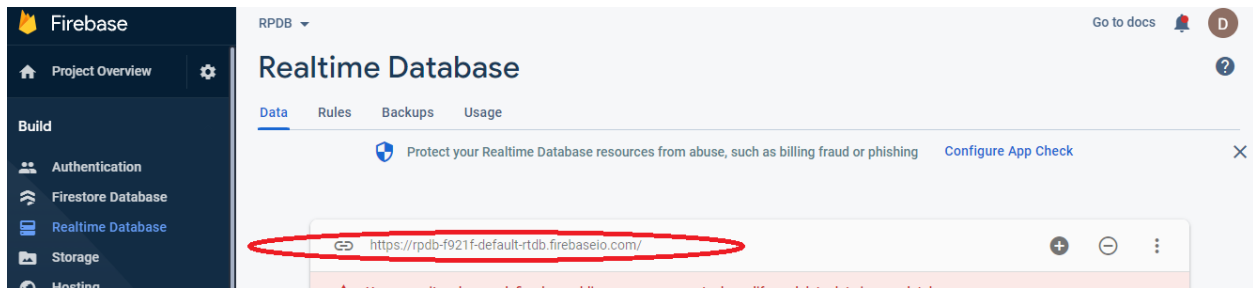 Firebase
RPDB
Go to docs
D
Project Overview
Realtime Database
Data Rules Backups Usage
Build
Protect your Realtime Database resources from abuse, such as billing fraud or phishing Configure App Check
Authentication
Firestore Database
Realtime Database
https://rpdb-f921f-default-rtdb.firebaseio.com/
Storage
Hosting